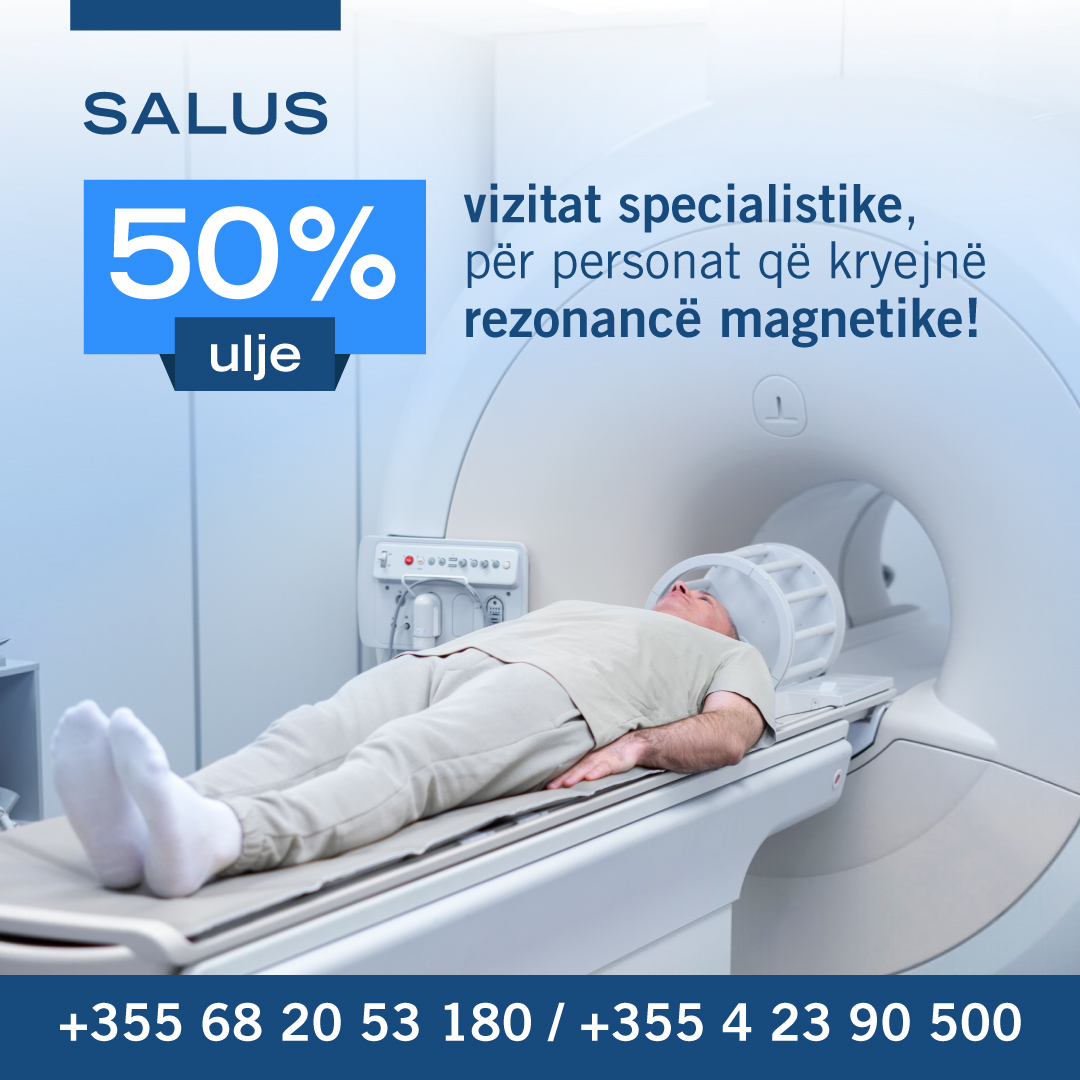 SALUS
50%
ulje
vizitat specialistike,
për personat që kryejnë
rezonancë magnetike!
+355 68 20 53 180 / +355 4 23 90 500